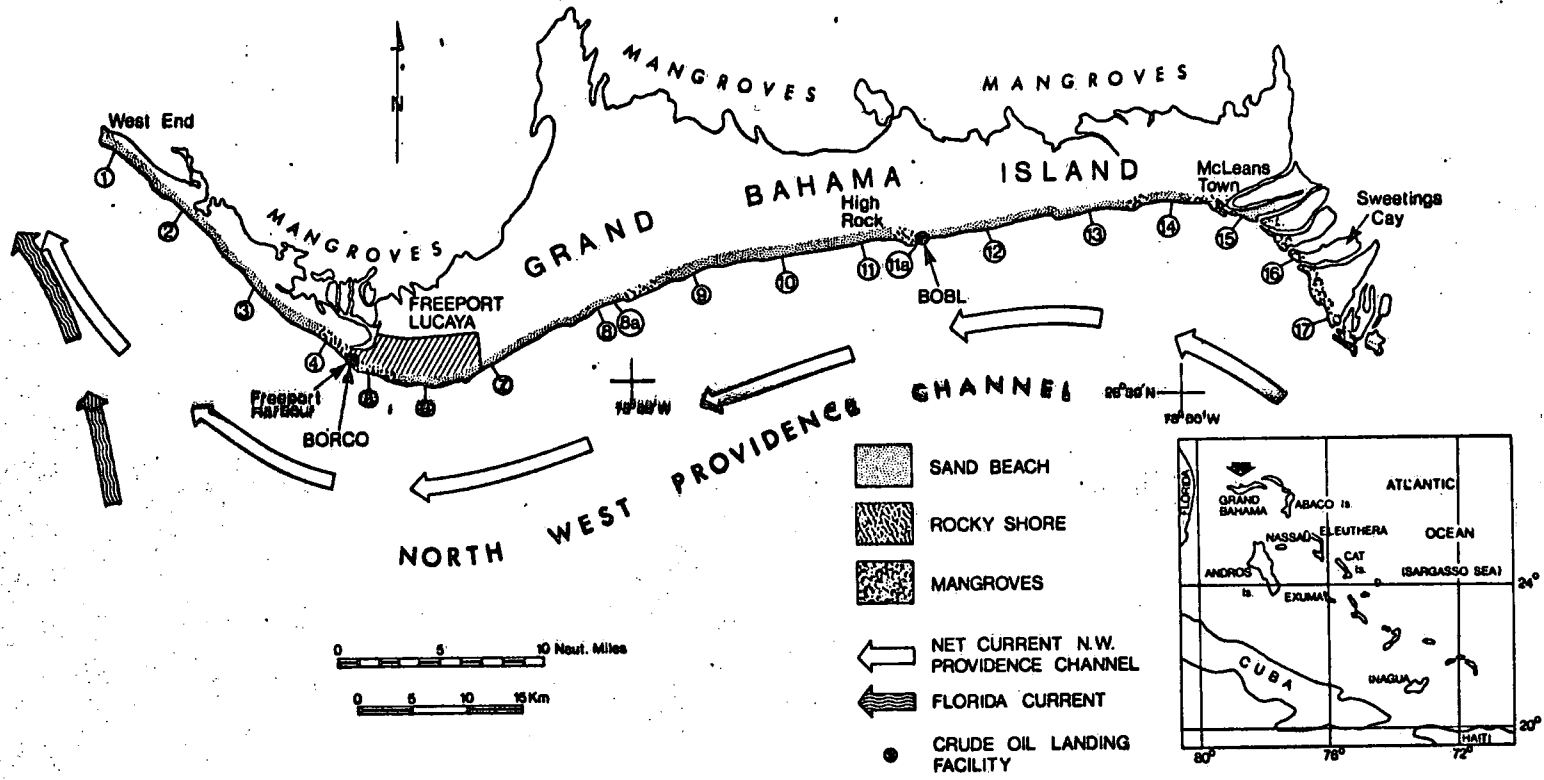 MANGROVES
MANGROVES
N
West End
BAHAMA
ISLAND
McLeans
Town
Sweetings
Cay
High
Rock
GRAND
MANGROVES
1
2
3
4
7
8
8a
9
10
11
11a
12
13
14
15
16
17
BOBL
FREEPORT
LUCAYA
Freeport
Harbour
BORCO
NORTH WEST PROVIDENCE CHANNEL
SAND BEACH
ROCKY SHORE
MANGROVES
NET CURRENT N.W.
PROVIDENCE CHANNEL
FLORIDA CURRENT
CRUDE OIL LANDING
FACILITY
0 5 10 Naut. Miles
0 5 10 15 Km
FLORIDA
GRAND
BAHAMA
ABACO Is.
ATLANTIC
OCEAN
(SARGASSO SEA)
NASSAU
ELEUTHERA
CAT
Is.
ANDROS
Is.
EXUMA
24°
CUBA
INAGUA
HAITI
20°
80°
76°
72°